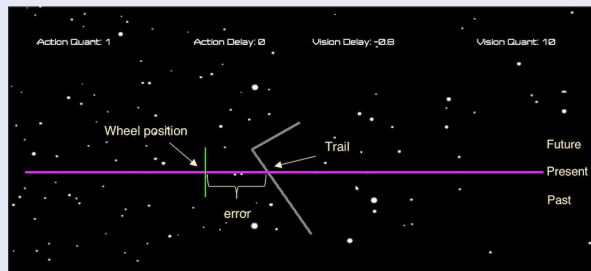 Action Quant: 1 Action Delay: 0 Vision Delay: -0.8 Vision Quant: 10
Wheel position
Trail
Future
Present
Past
error